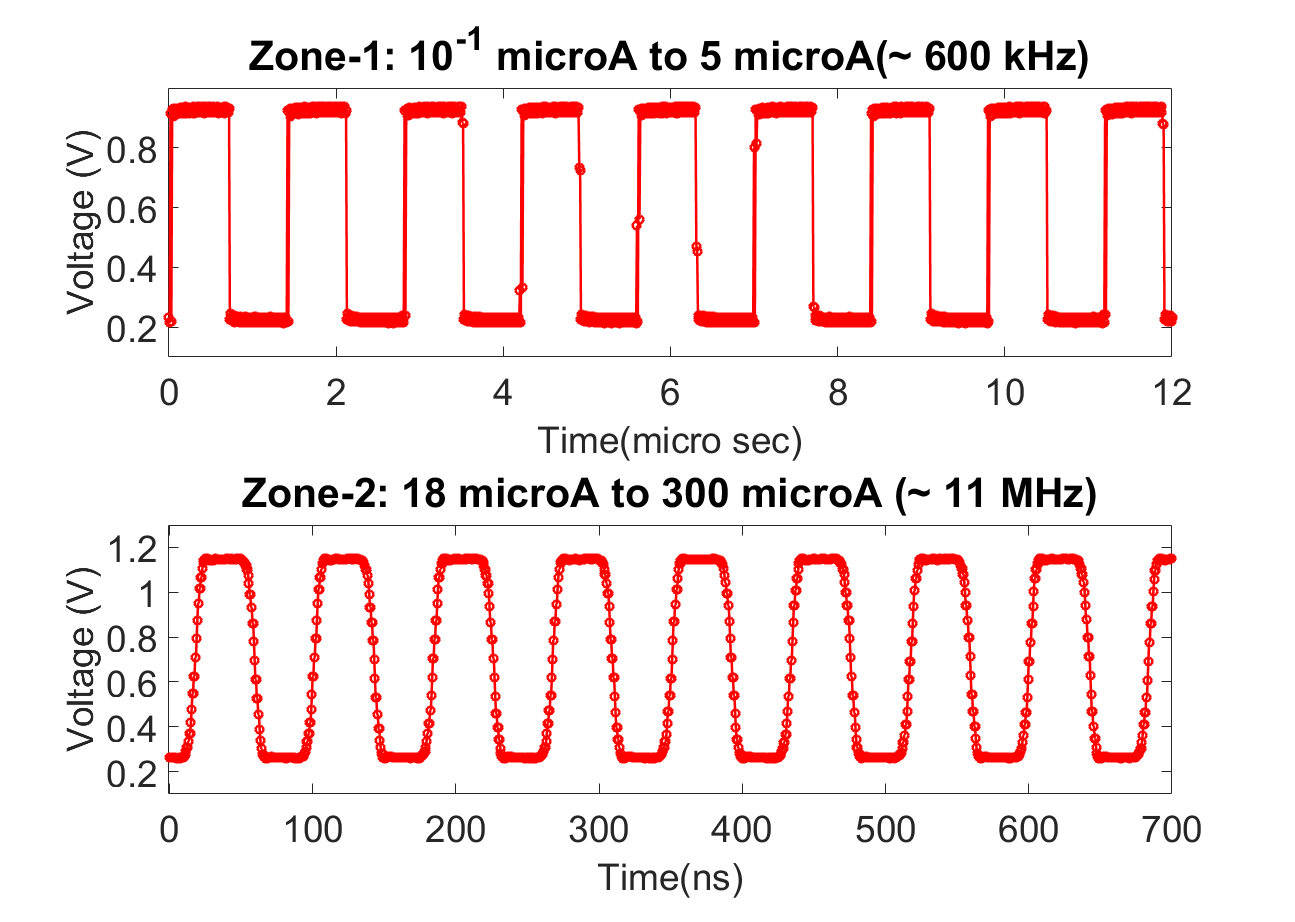 Zone-1: 10-1 microA to 5 microA(~ 600 kHz)
Voltage (V)
0.8
0.6
0.4
0.2
0 2 4 6 8 10 12
Time(micro sec)
Zone-2: 18 microA to 300 microA (~ 11 MHz)
Voltage (V)
1.2
1
0.8
0.6
0.4
0.2
0 100 200 300 400 500 600 700
Time(ns)